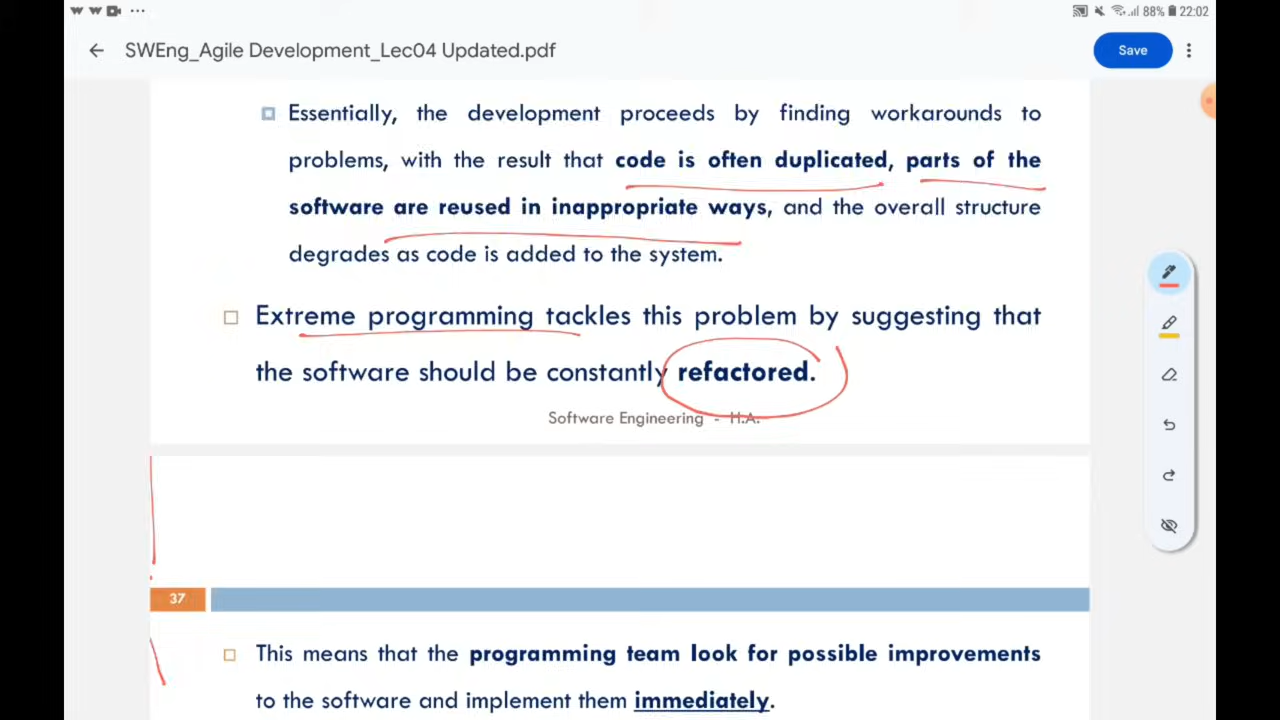 88% 22:02
SWEng_Agile Development_Lec04 Updated.pdf
Save
Essentially, the development proceeds by finding workarounds to
problems, with the result that code is often duplicated, parts of the
software are reused in inappropriate ways, and the overall structure
degrades as code is added to the system.
Extreme programming tackles this problem by suggesting that
the software should be constantly refactored.
Software Engineering - H.A.
37
This means that the programming team look for possible improvements
to the software and implement them immediately.